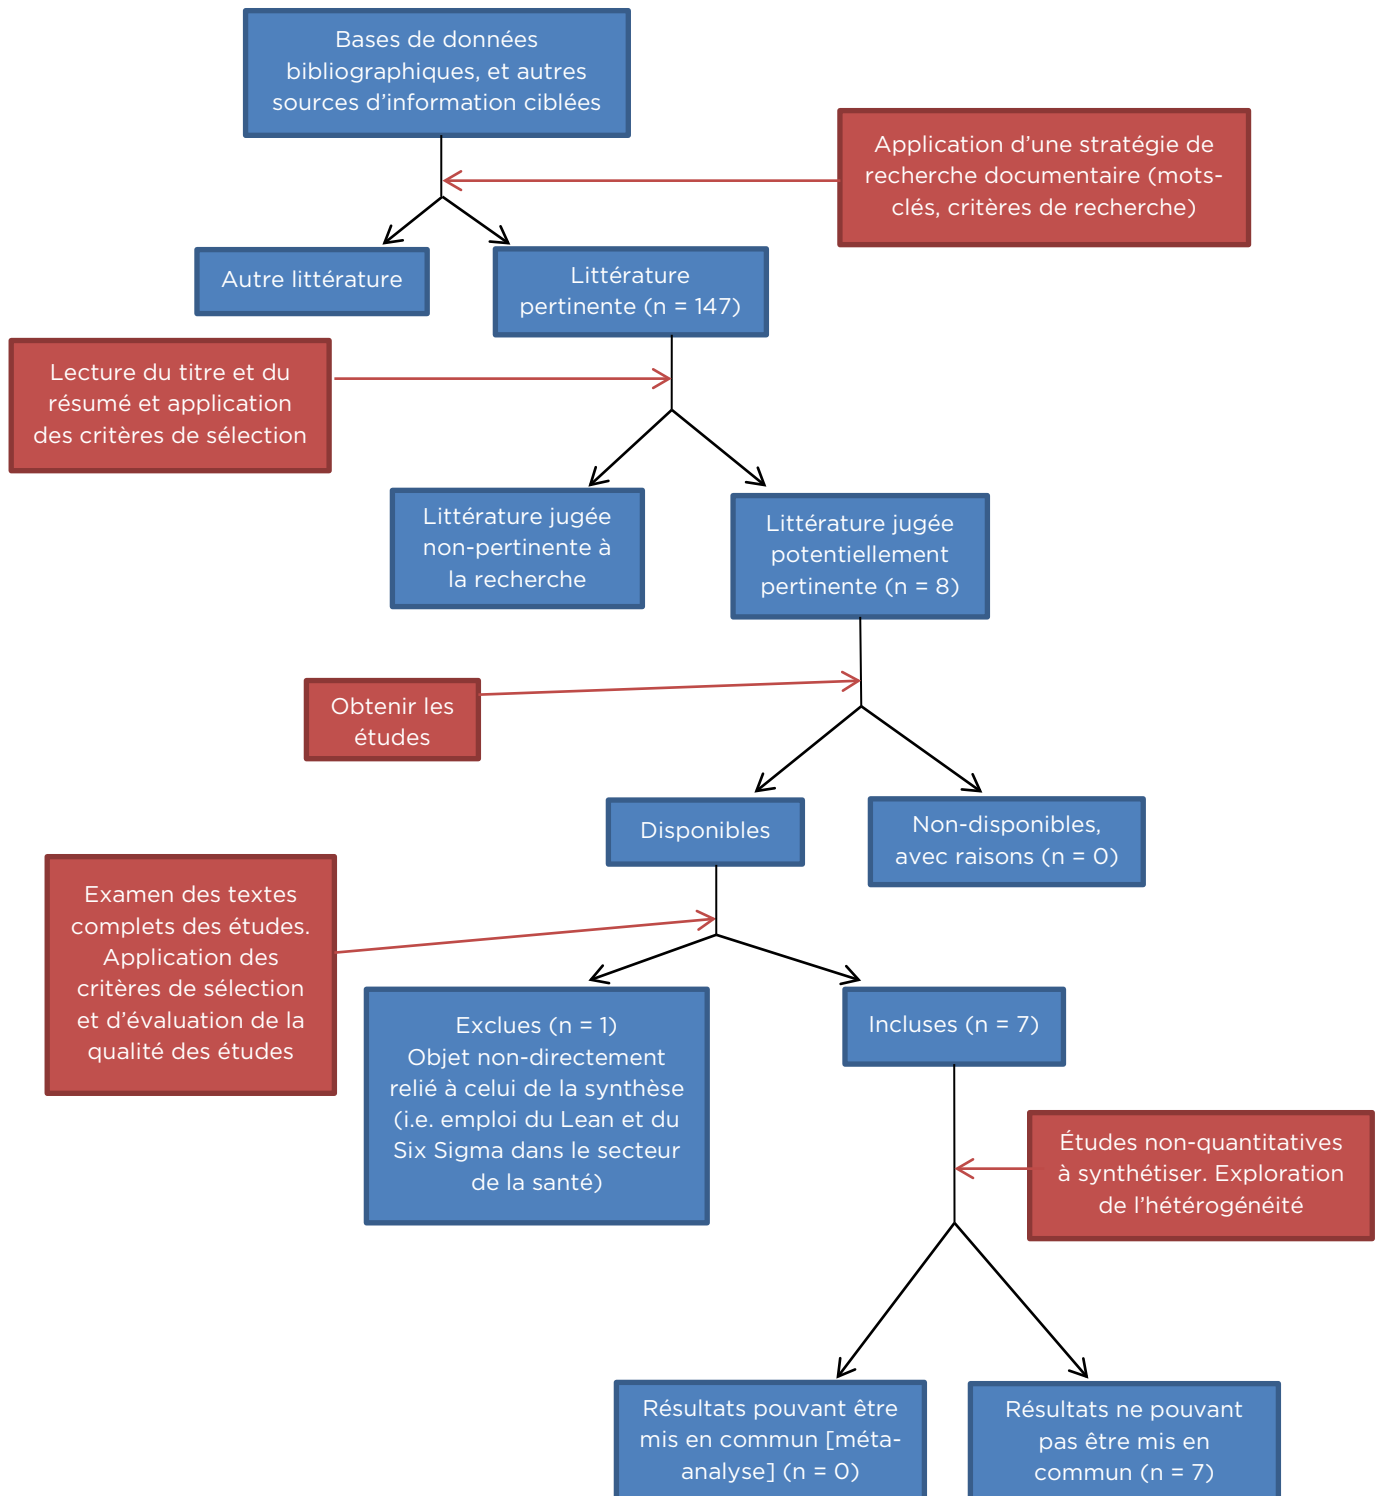 Bases de données
bibliographiques, et autres
sources d’information ciblées
Application d’une stratégie de
recherche documentaire (mots-
clés, critères de recherche)
Autre littérature
Littérature
pertinente (n = 147)
Lecture du titre et du
résumé et application
des critères de sélection
Littérature jugée
non-pertinente à
la recherche
Littérature jugée
potentiellement
pertinente (n = 8)
Obtenir les
études
Disponibles
Non-disponibles,
avec raisons (n = 0)
Examen des textes
complets des études.
Application des
critères de sélection
et d’évaluation de la
qualité des études
Exclues (n = 1)
Objet non-directement
relié à celui de la synthèse
(i.e. emploi du Lean et du
Six Sigma dans le secteur
de la santé)
Incluses (n = 7)
Études non-quantitatives
à synthétiser. Exploration
de l’hétérogénéité
Résultats pouvant être
mis en commun [méta-
analyse] (n = 0)
Résultats ne pouvant
pas être mis en
commun (n = 7)